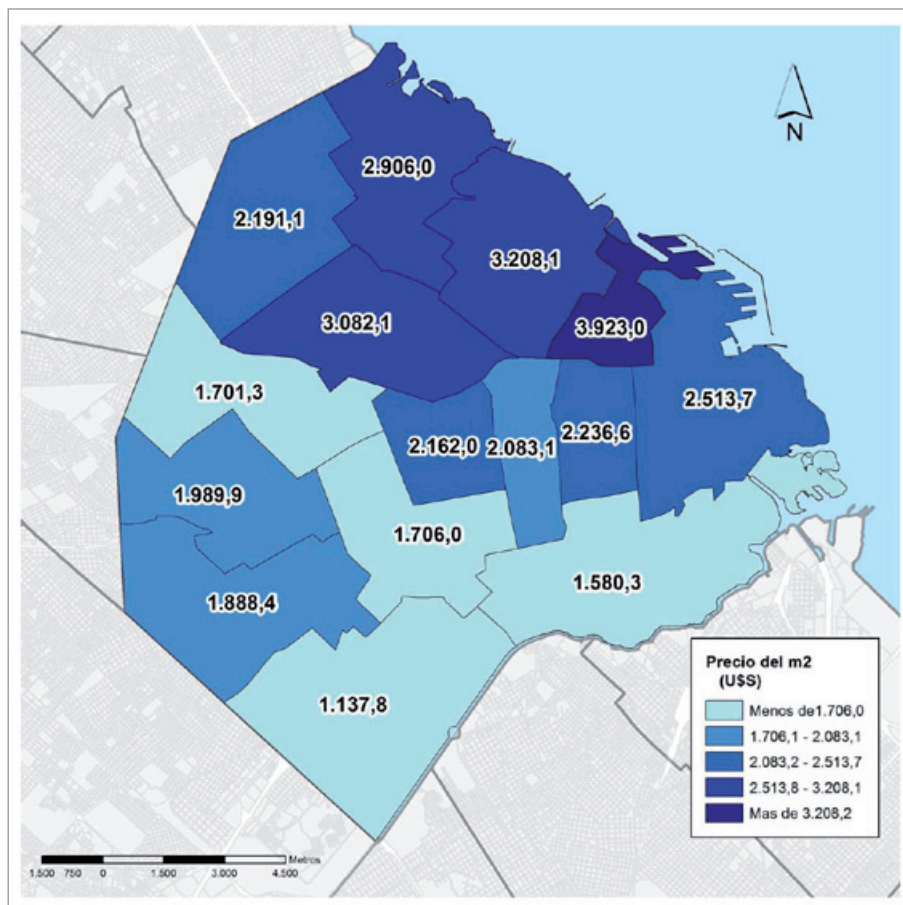 N
2.906,0
2.191,1
3.208,1
3.082,1
3.923,0
1.701,3
2.513,7
2.162,0
2.083,1
2.236,6
1.989,9
1.706,0
1.580,3
1.888,4
1.137,8
Precio del m2
(U$S)
Menos de1.706,0
1.706,1 - 2.083,1
2.083,2 - 2.513,7
2.513,8 - 3.208,1
Mas de 3.208,2
Metros
1.500 750 0 1.500 3.000 4.500